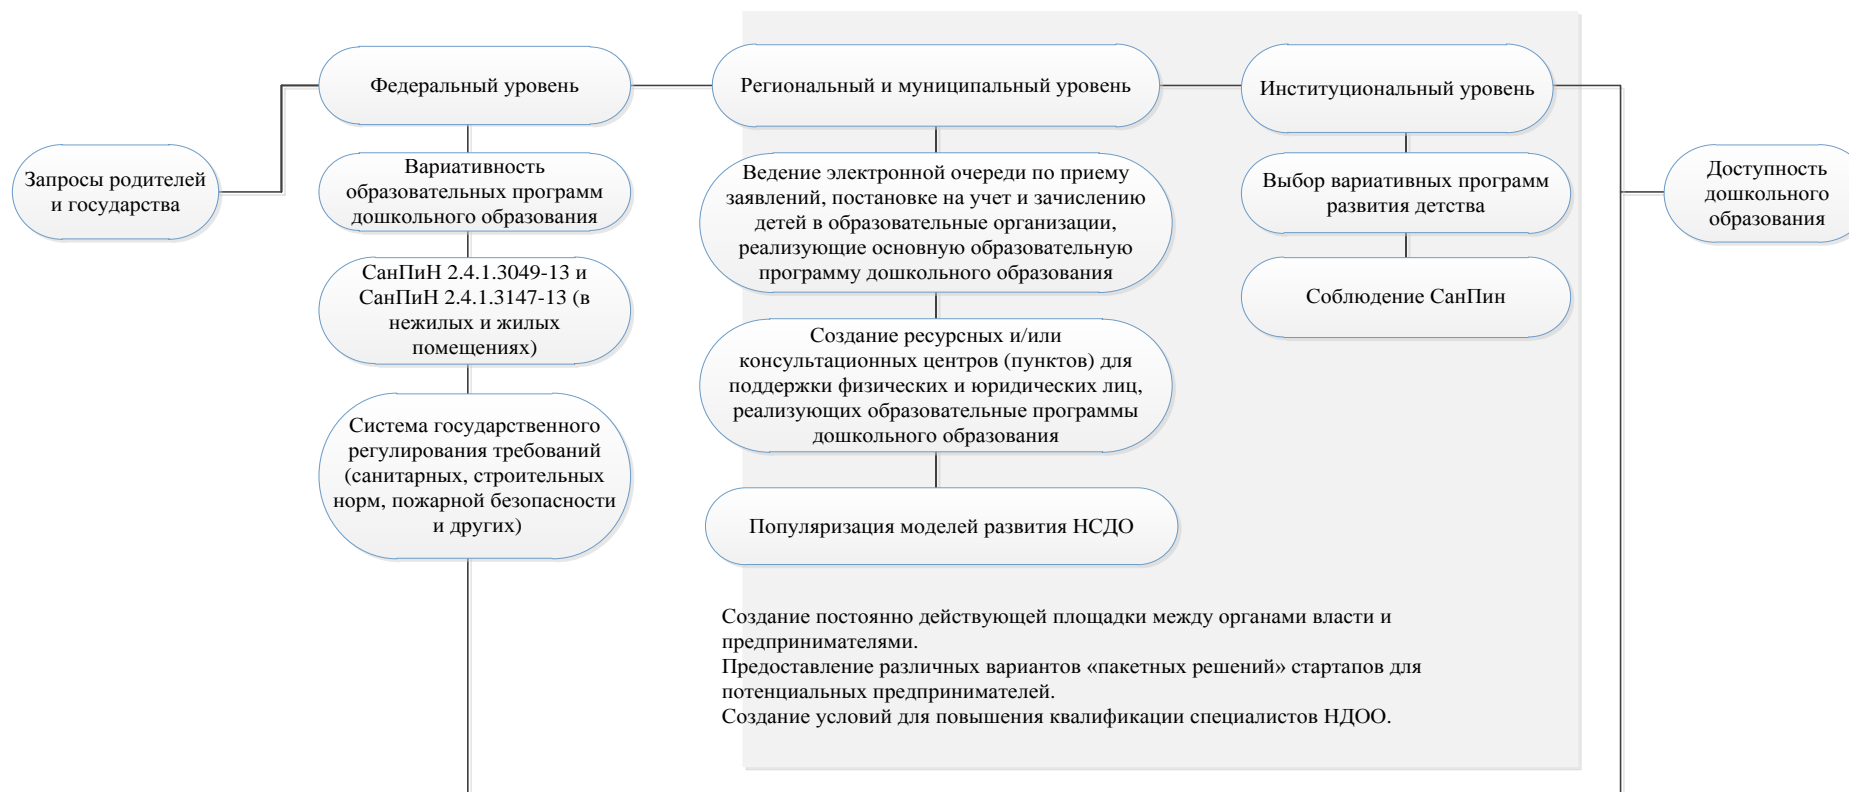 Запросы родителей
и государства
Федеральный уровень
Вариативность
образовательных программ
дошкольного образования
СанПиН 2.4.1.3049-13 и
СанПиН 2.4.1.3147-13 (в
нежилых и жилых
помещениях)
Система государственного
регулирования требований
(санитарных, строительных
норм, пожарной безопасности
и других)
Региональный и муниципальный уровень
Ведение электронной очереди по приему
заявлений, постановке на учет и зачислению
детей в образовательные организации,
реализующие основную образовательную
программу дошкольного образования
Создание ресурсных и/или
консультационных центров (пунктов) для
поддержки физических и юридических лиц,
реализующих образовательные программы
дошкольного образования
Популяризация моделей развития НСДО
Создание постоянно действующей площадки между органами власти и
предпринимателями.
Предоставление различных вариантов «пакетных решений» стартапов для
потенциальных предпринимателей.
Создание условий для повышения квалификации специалистов НДОО.
Институциональный уровень
Выбор вариативных программ
развития детства
Соблюдение СанПин
Доступность
дошкольного
образования